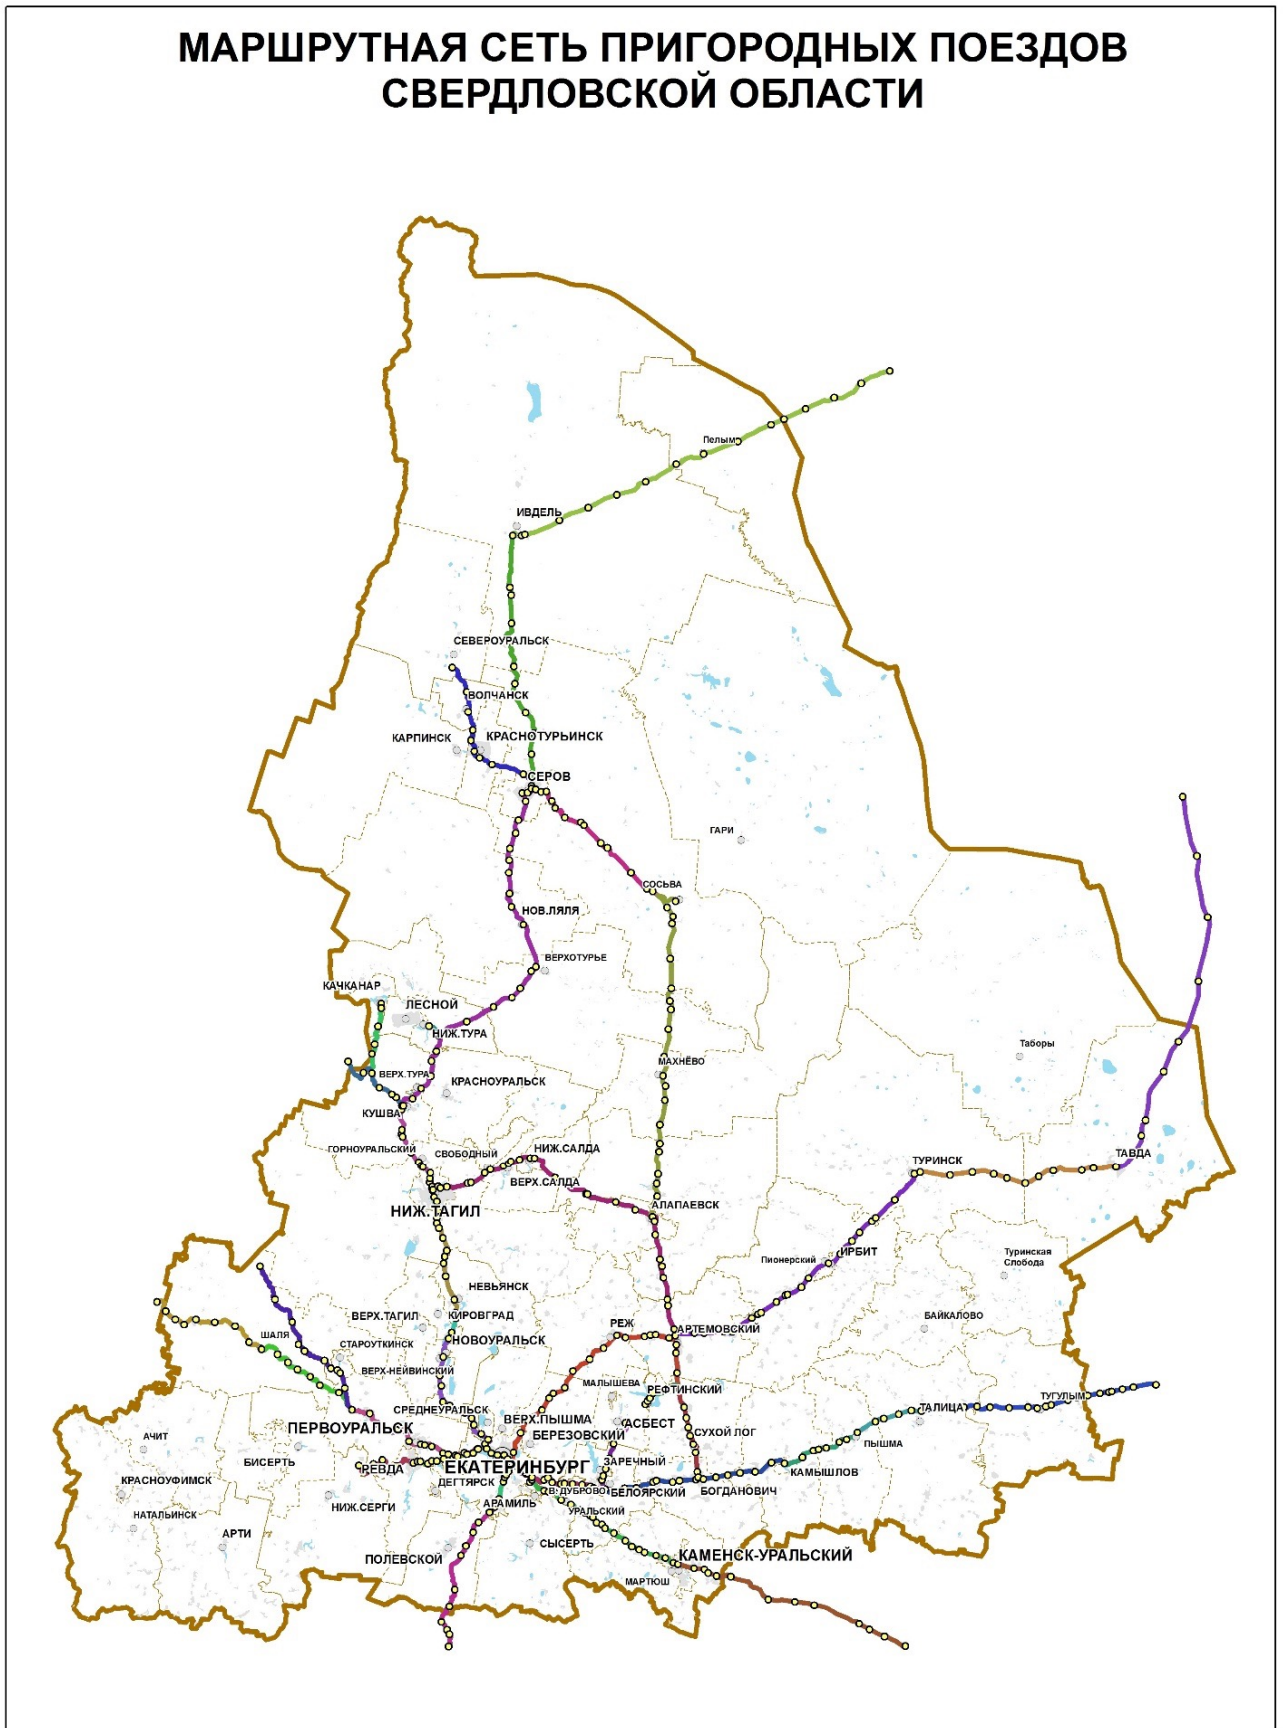 МАРШРУТНАЯ СЕТЬ ПРИГОРОДНЫХ ПОЕЗДОВ
СВЕРДЛОВСКОЙ ОБЛАСТИ
Пелым
ИВДЕЛЬ
СЕВЕРОУРАЛЬСК
ВОЛЧАНСК
КАРПИНСК
КРАСНОТУРЬИНСК
СЕРОВ
ГАРИ
СОСЬВА
НОВ.ЛЯЛЯ
ВЕРХОТУРЬЕ
КАЧКАНАР
ЛЕСНОЙ
НИЖ.ТУРА
Таборы
МАХНЁВО
ВЕРХ.ТУРА
КРАСНОУРАЛЬСК
КУШВА
ГОРНОУРАЛЬСКИЙ
СВОБОДНЫЙ
НИЖ.САЛДА
ТУРИНСК
ТАВДА
ВЕРХ.САЛДА
НИЖ.ТАГИЛ
АЛАПАЕВСК
Пионерский
ИРБИТ
Туринская
Слобода
НЕВЬЯНСК
ВЕРХ.ТАГИЛ
КИРОВГРАД
БАЙКАЛОВО
РЕЖ
АРТЕМОВСКИЙ
ШАЛЯ
СТАРОУТКИНСК
НОВОУРАЛЬСК
ВЕРХ-НЕЙВИНСКИЙ
МАЛЫШЕВА
РЕФТИНСКИЙ
ТУГУЛЫМ
СРЕДНЕУРАЛЬСК
ТАЛИЦА
ПЕРВОУРАЛЬСК
ВЕРХ.ПЫШМА
АСБЕСТ
БЕРЕЗОВСКИЙ
СУХОЙ ЛОГ
АЧИТ
ПЫШМА
БИСЕРТЬ
РЕВДА
ЕКАТЕРИНБУРГ
ЗАРЕЧНЫЙ
КРАСНОУФИМСК
ДЕГТЯРСК
КАМЫШЛОВ
В.ДУБРОВО
БЕЛОЯРСКИЙ
БОГДАНОВИЧ
НИЖ.СЕРГИ
АРАМИЛЬ
НАТАЛЬИНСК
УРАЛЬСКИЙ
АРТИ
СЫСЕРТЬ
ПОЛЕВСКОЙ
КАМЕНСК-УРАЛЬСКИЙ
МАРТЮШ